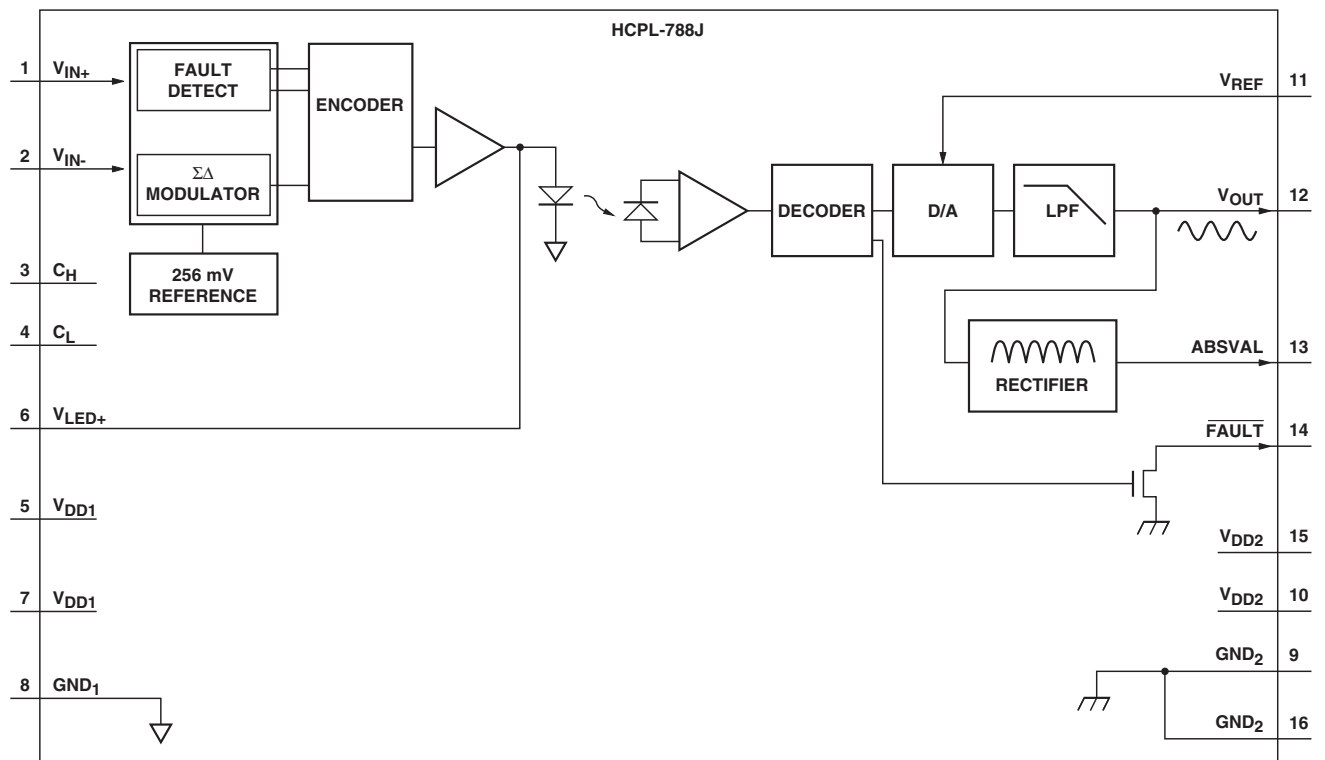 HCPL-788J
1 VIN+
FAULT
DETECT
ENCODER
2 VIN-
ΣΔ
MODULATOR
256 mV
REFERENCE
3 CH
4 CL
6 VLED+
5 VDD1
7 VDD1
8 GND1
DECODER
D/A
LPF
RECTIFIER
VREF 11
VOUT 12
ABSVAL 13
FAULT 14
VDD2 15
VDD2 10
GND2 9
GND2 16